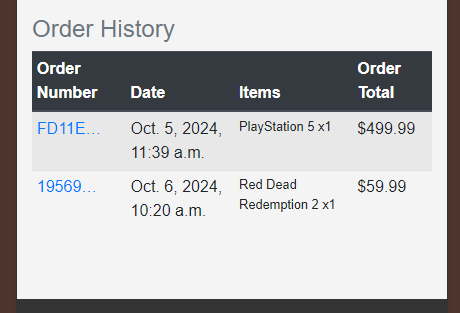 Order History
Order Number Date Items Order Total
FD11E... Oct. 5, 2024, 11:39 a.m. PlayStation 5 x1 $499.99
19569... Oct. 6, 2024, 10:20 a.m. Red Dead Redemption 2 x1 $59.99